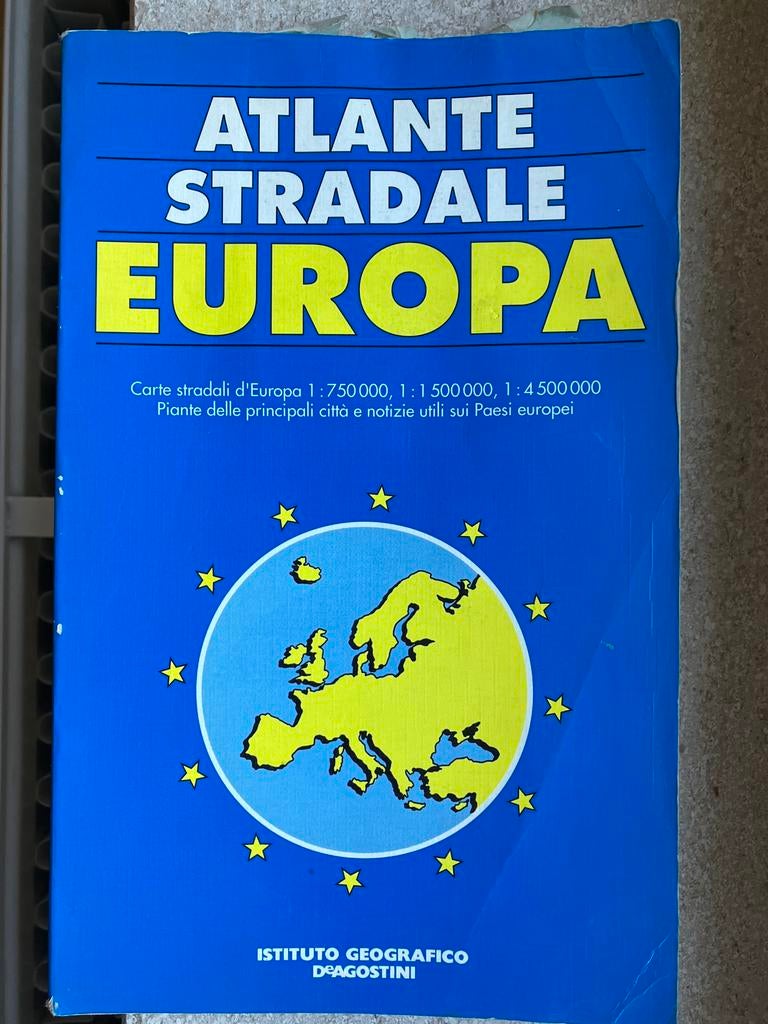 ATLANTE
STRADALE
EUROPA
Carte stradali d'Europa 1:750 000, 1:1 500 000, 1:4 500 000
Piante delle principali città e notizie utili sui Paesi europei
ISTITUTO GEOGRAFICO
DeAGOSTINI